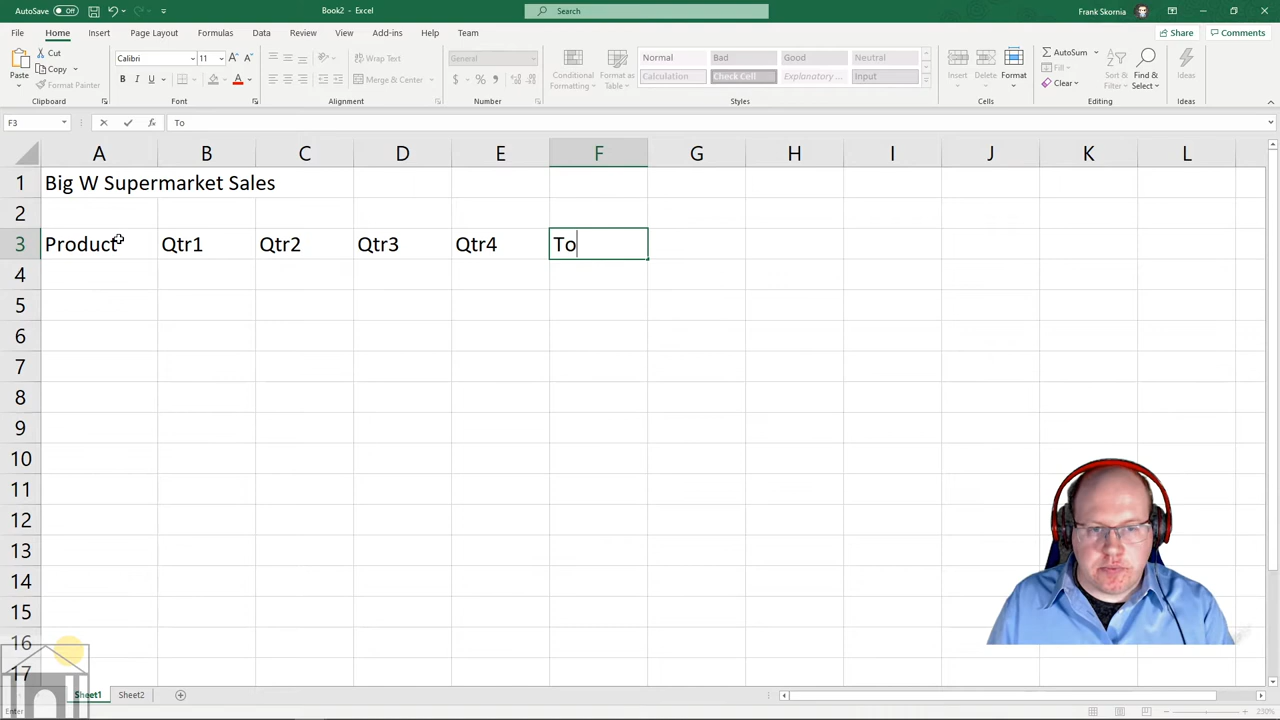 AutoSave Off
Book2 - Excel
Search
Frank Skornia
File Home Insert Page Layout Formulas Data Review View Add-ins Help Team
Share Comments
Paste
Cut
Copy
Format Painter
Clipboard
Calibri 11
B I U
Font
Wrap Text
Merge & Center
Alignment
General
$ % ,
Number
Conditional
Formatting
Format as
Table
Normal Bad Good Neutral
Calculation Check Cell Explanatory ... Input
Styles
Insert Delete Format
Cells
AutoSum
Fill
Clear
Sort &
Filter
Find &
Select
Editing
Ideas
Ideas
F3
fx
To
A B C D E F G H I J K L
1 Big W Supermarket Sales
2
3 Product Qtr1 Qtr2 Qtr3 Qtr4 To
4
5
6
7
8
9
10
11
12
13
14
15
16
17
Sheet1 Sheet2
Enter
230%